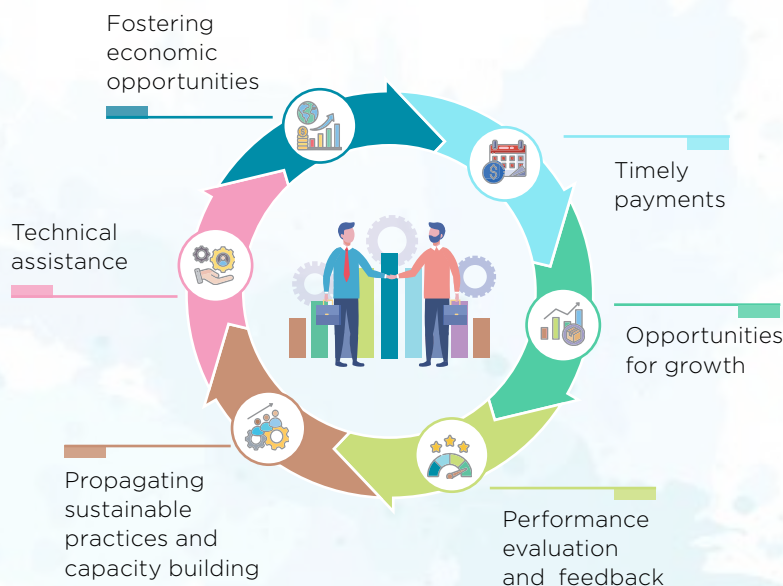 Fostering
economic
opportunities
Timely
payments
Technical
assistance
Opportunities
for growth
Propagating
sustainable
practices and
capacity building
Performance
evaluation
and feedback